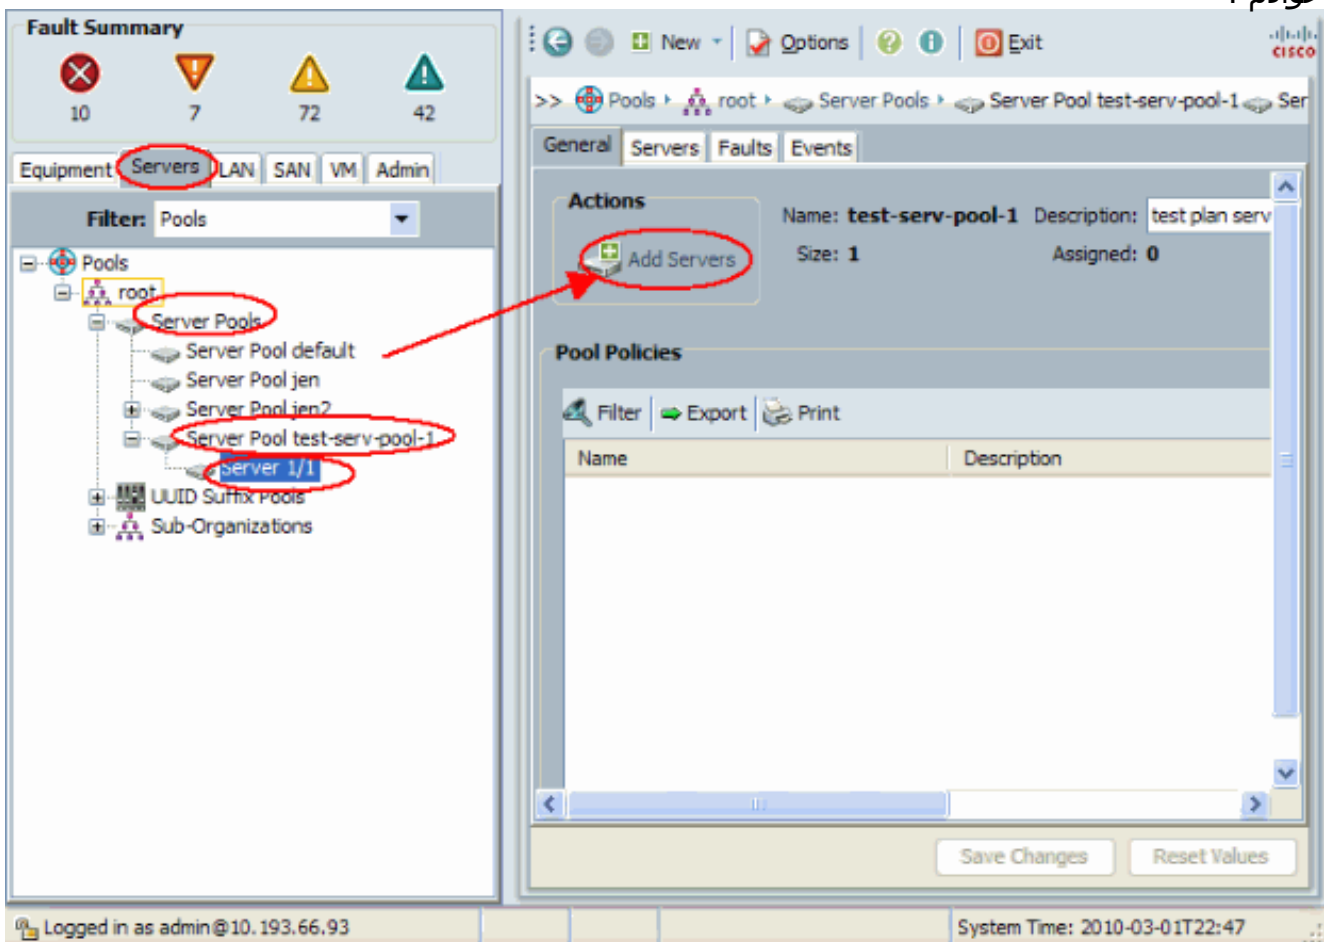 Fault Summary
10 7 72 42
Equipment Servers LAN SAN VM Admin
Filter: Pools
Pools
root
Server Pools
Server Pool default
Server Pool jen
Server Pool jen2
Server Pool test-serv-pool-1
Server 1/1
UUID Suffix Pools
Sub-Organizations
New Options Exit
CISCO
>> Pools root Server Pools Server Pool test-serv-pool-1 Ser
General Servers Faults Events
Actions
Add Servers
Name: test-serv-pool-1 Description: test plan serv
Size: 1 Assigned: 0
Pool Policies
Filter Export Print
Name Description
Save Changes Reset Values
Logged in as admin@10.193.66.93 System Time: 2010-03-01T22:47